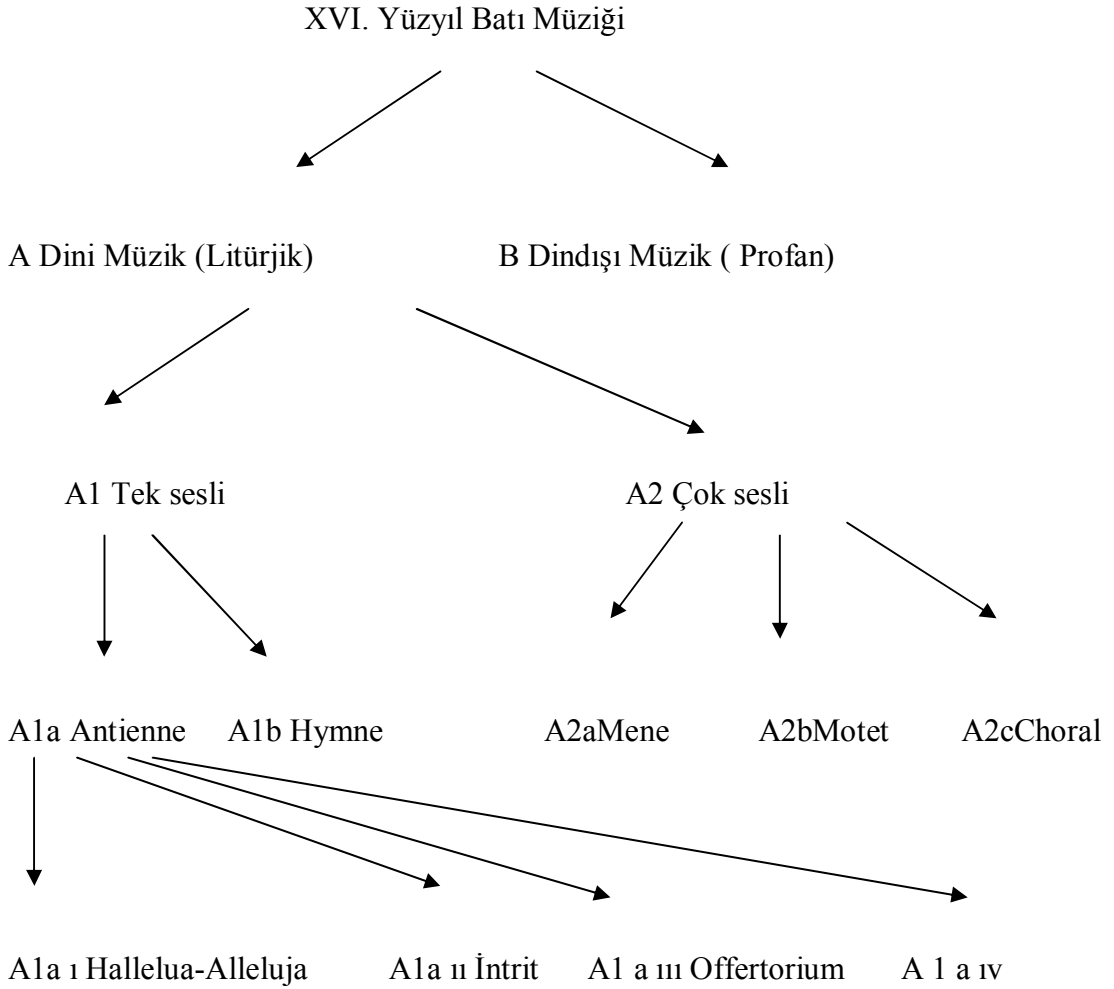 XVI. Yüzyıl Batı Müziği
A Dini Müzik (Litürjik) B Dindışı Müzik ( Profan)
A1 Tek sesli A2 Çok sesli
A1a Antienne A1b Hymne A2aMene A2bMotet A2cChoral
A1a ı Hallelua-Alleluja A1a ıı İntrit A1 a ııı Offertorium A 1 a ıv